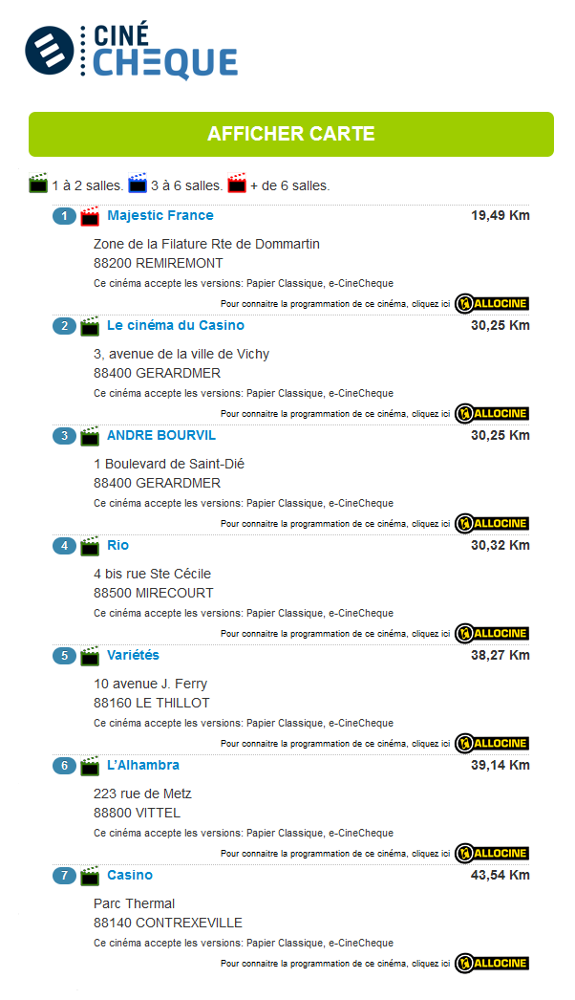 CINÉ
CHEQUE
AFFICHER CARTE
1 à 2 salles. 3 à 6 salles. + de 6 salles.
1 Majestic France 19,49 Km
Zone de la Filature Rte de Dommartin
88200 REMIREMONT
Ce cinéma accepte les versions: Papier Classique, e-CineCheque
Pour connaitre la programmation de ce cinéma, cliquez ici ALLOCINE
2 Le cinéma du Casino 30,25 Km
3, avenue de la ville de Vichy
88400 GERARDMER
Ce cinéma accepte les versions: Papier Classique, e-CineCheque
Pour connaitre la programmation de ce cinéma, cliquez ici ALLOCINE
3 ANDRE BOURVIL 30,25 Km
1 Boulevard de Saint-Dié
88400 GERARDMER
Ce cinéma accepte les versions: Papier Classique, e-CineCheque
Pour connaitre la programmation de ce cinéma, cliquez ici ALLOCINE
4 Rio 30,32 Km
4 bis rue Ste Cécile
88500 MIRECOURT
Ce cinéma accepte les versions: Papier Classique, e-CineCheque
Pour connaitre la programmation de ce cinéma, cliquez ici ALLOCINE
5 Variétés 38,27 Km
10 avenue J. Ferry
88160 LE THILLOT
Ce cinéma accepte les versions: Papier Classique, e-CineCheque
Pour connaitre la programmation de ce cinéma, cliquez ici ALLOCINE
6 L’Alhambra 39,14 Km
223 rue de Metz
88800 VITTEL
Ce cinéma accepte les versions: Papier Classique, e-CineCheque
Pour connaitre la programmation de ce cinéma, cliquez ici ALLOCINE
7 Casino 43,54 Km
Parc Thermal
88140 CONTREXEVILLE
Ce cinéma accepte les versions: Papier Classique, e-CineCheque
Pour connaitre la programmation de ce cinéma, cliquez ici ALLOCINE